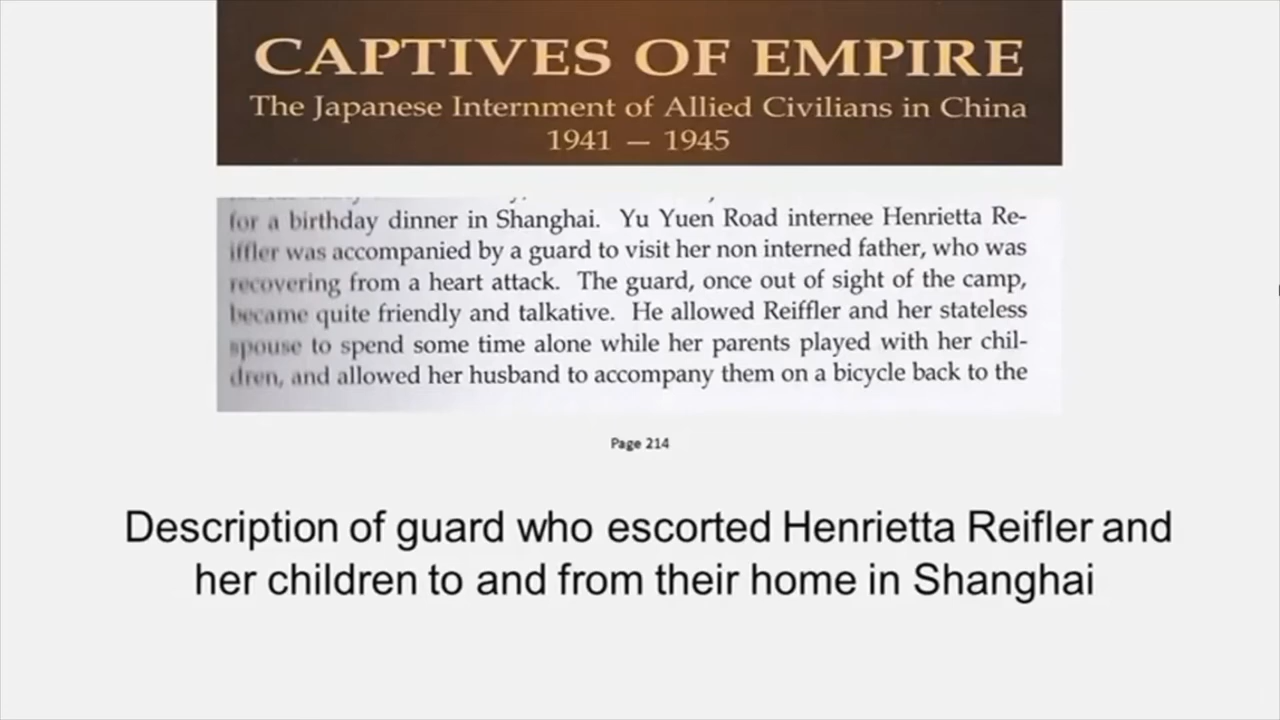 CAPTIVES OF EMPIRE
The Japanese Internment of Allied Civilians in China
1941 — 1945
for a birthday dinner in Shanghai. Yu Yuen Road internee Henrietta Re-
iffler was accompanied by a guard to visit her non interned father, who was
recovering from a heart attack. The guard, once out of sight of the camp,
became quite friendly and talkative. He allowed Reiffler and her stateless
spouse to spend some time alone while her parents played with her chil-
dren, and allowed her husband to accompany them on a bicycle back to the
Page 214
Description of guard who escorted Henrietta Reifler and
her children to and from their home in Shanghai